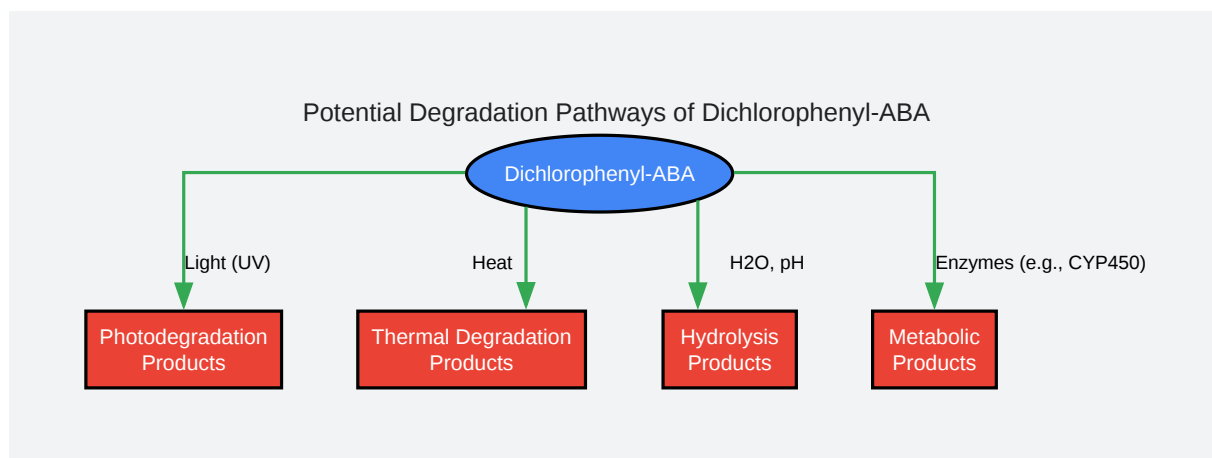 Potential Degradation Pathways of Dichlorophenyl-ABA
Dichlorophenyl-ABA
Light (UV)
Heat
H2O, pH
Enzymes (e.g., CYP450)
Photodegradation
Products
Thermal Degradation
Products
Hydrolysis
Products
Metabolic
Products